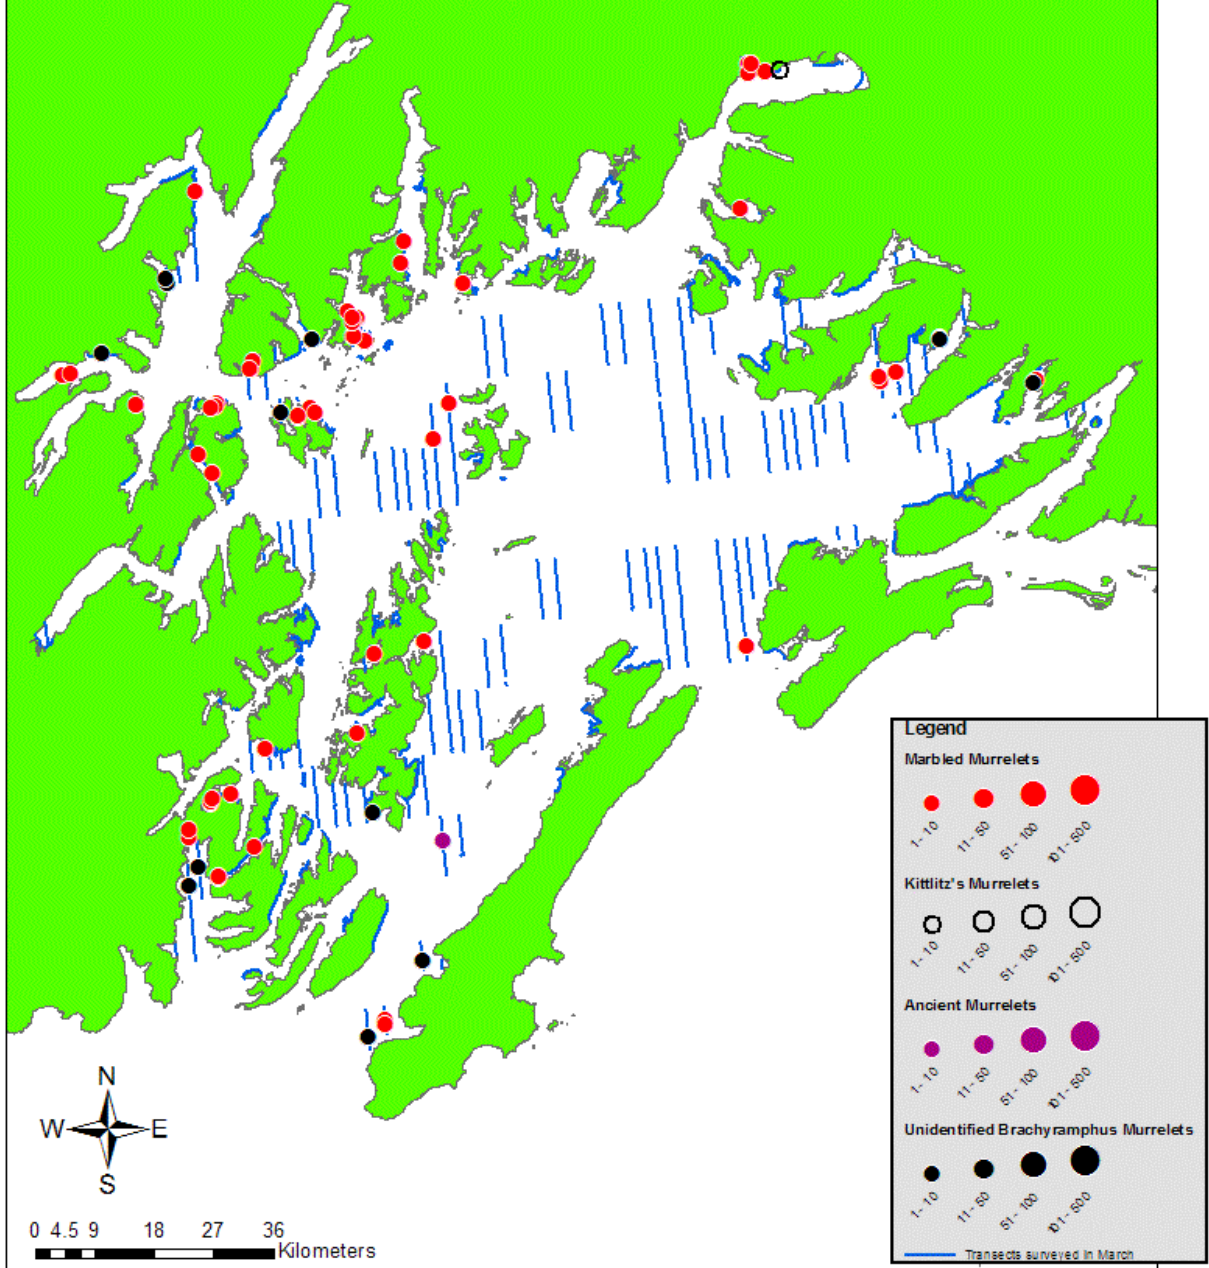 N
W E
S
0 4.5 9 18 27 36
Kilometers
Legend
Marbled Murrelets
1 - 10 11 - 50 51 - 100 101 - 500
Kittlitz's Murrelets
1 - 10 11 - 50 51 - 100 101 - 500
Ancient Murrelets
1 - 10 11 - 50 51 - 100 101 - 500
Unidentified Brachyramphus Murrelets
1 - 10 11 - 50 51 - 100 101 - 500
Transects surveyed in March